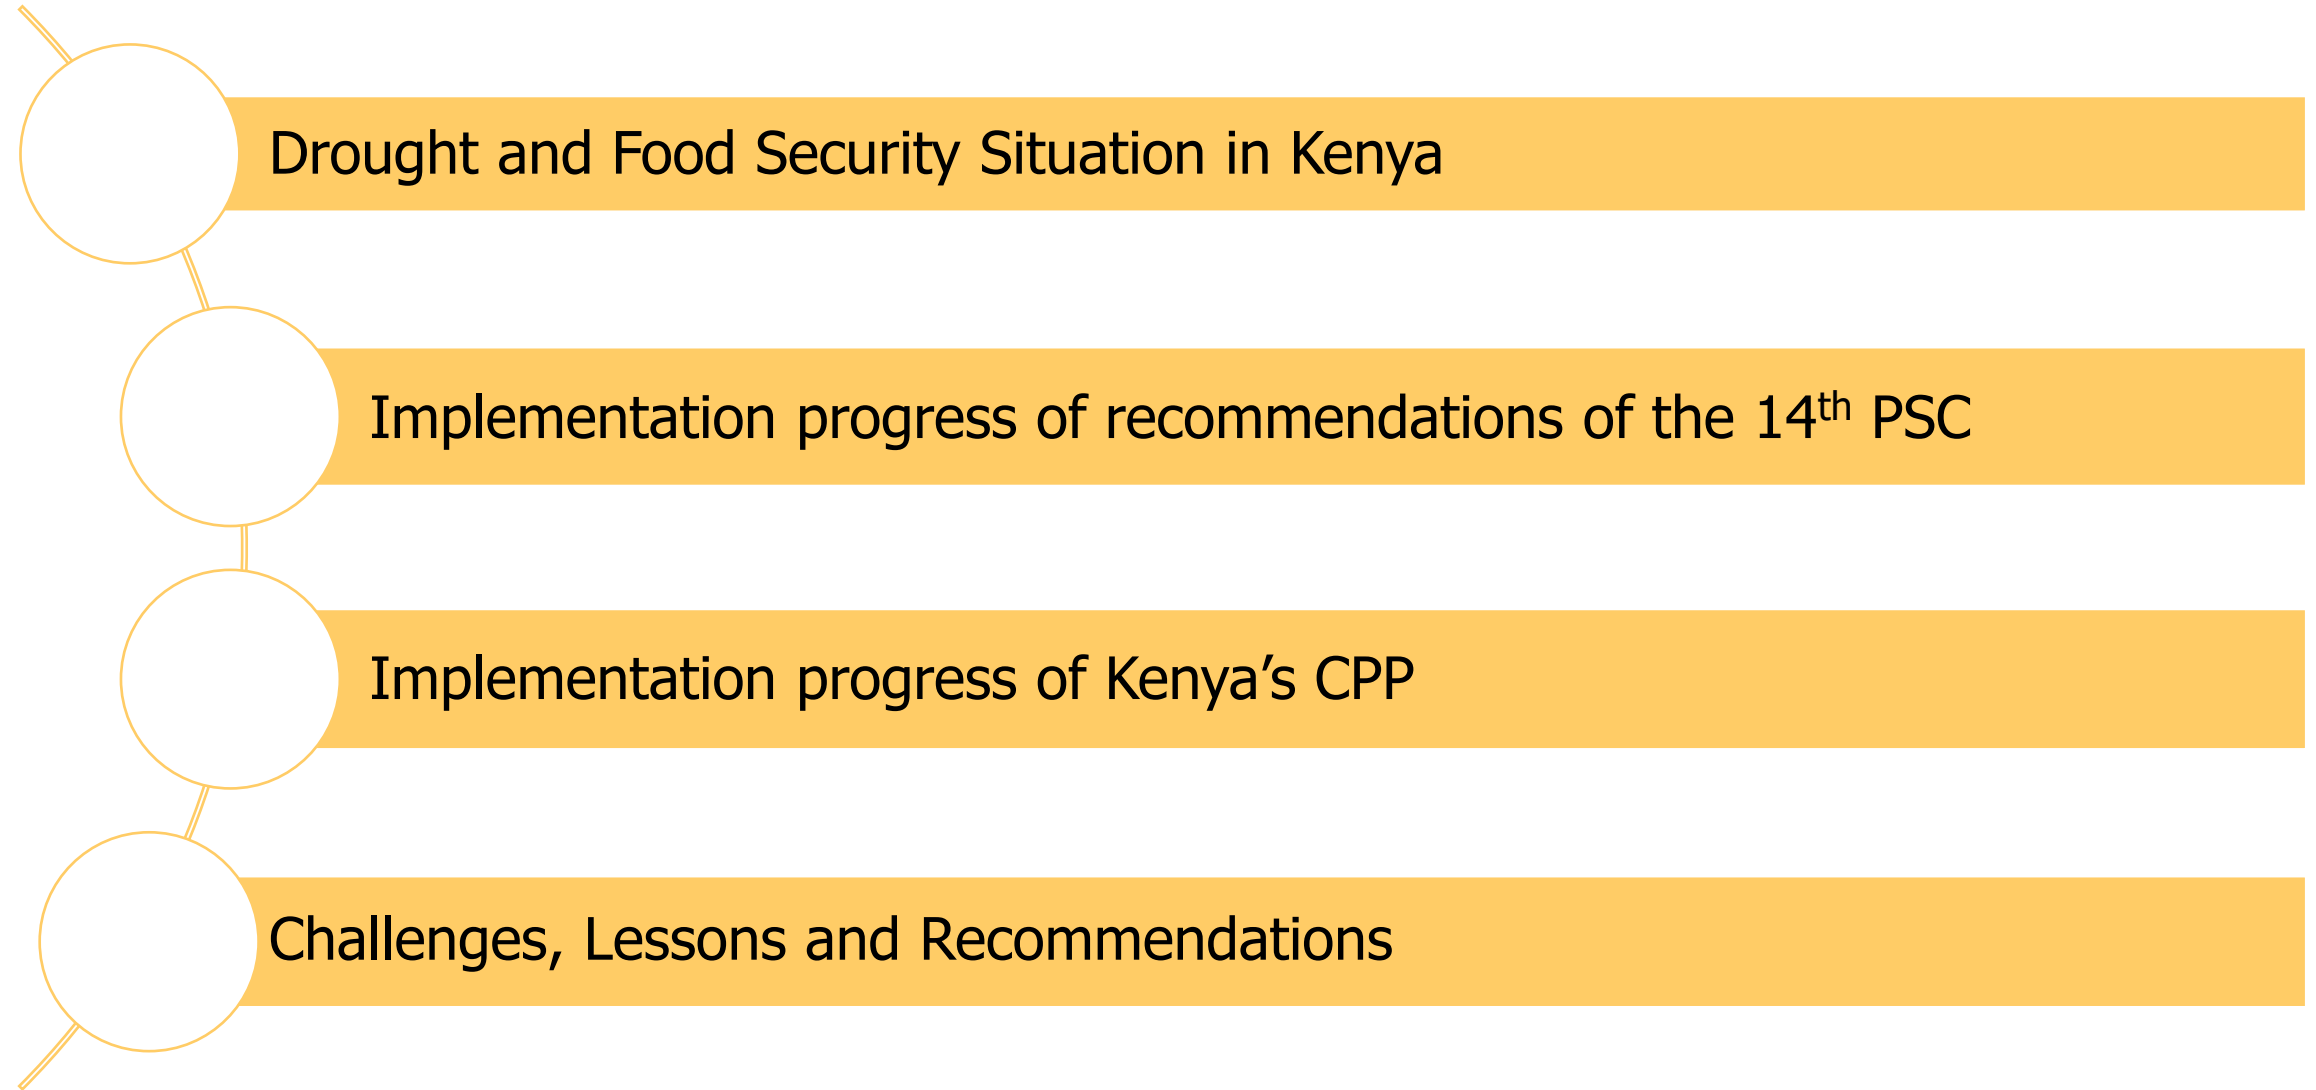 Drought and Food Security Situation in Kenya
Implementation progress of recommendations of the 14th PSC
Implementation progress of Kenya’s CPP
Challenges, Lessons and Recommendations